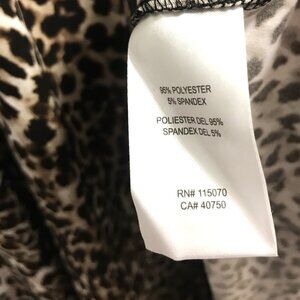 95% POLYESTER
5% SPANDEX
POLIESTER DEL 95%
SPANDEX DEL 5%
RN# 115070
CA# 40750